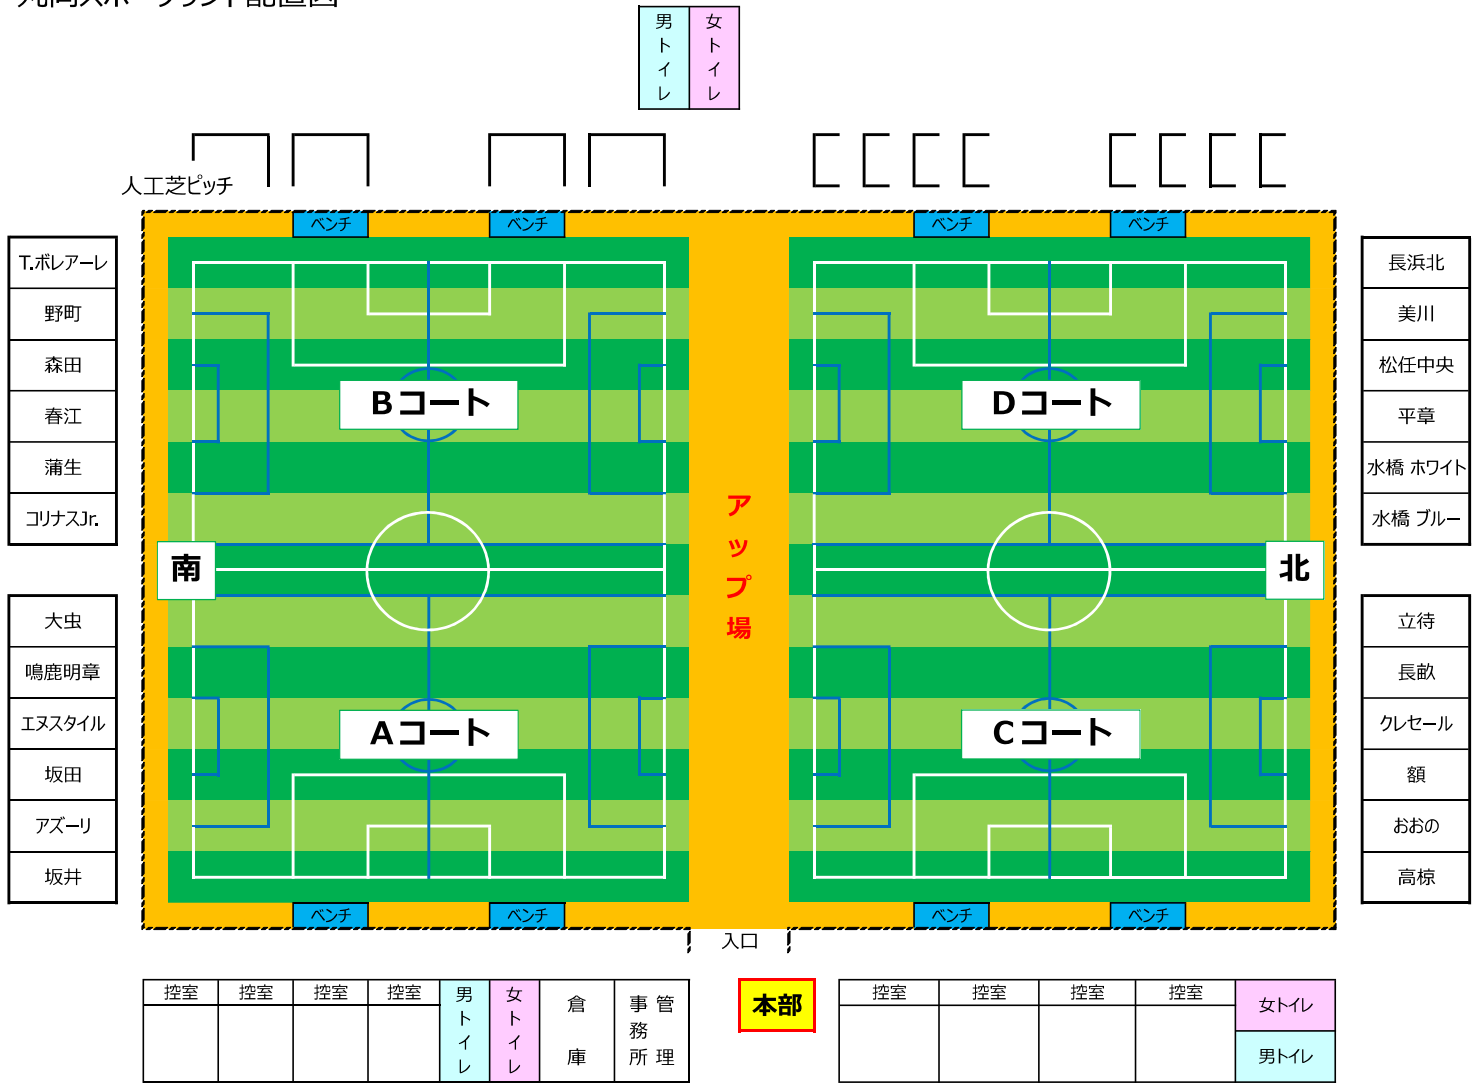 男トイレ
女トイレ
人工芝ピッチ
ベンチ
ベンチ
ベンチ
ベンチ
T.ボレアーレ
野町
森田
春江
蒲生
コリナスJr.
大虫
鳴鹿明章
エヌスタイル
坂田
アズーリ
坂井
Bコート
Dコート
南
アップ場
北
Aコート
Cコート
長浜北
美川
松任中央
平章
水橋 ホワイト
水橋 ブルー
立待
長畝
クレセール
額
おおの
高椋
ベンチ
ベンチ
ベンチ
ベンチ
入口
控室
控室
控室
控室
男トイレ
女トイレ
倉庫
管理
事務所
本部
控室
控室
控室
控室
女トイレ
男トイレ